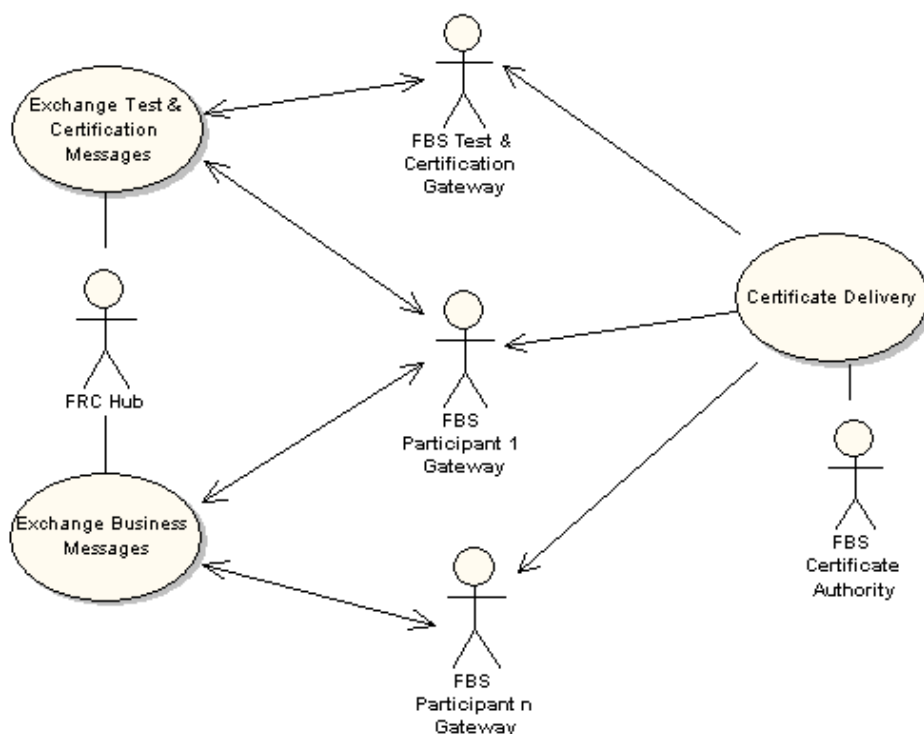 Exchange Test &
Certification
Messages
FBS Test &
Certification
Gateway
Certificate Delivery
FRC Hub
FBS
Participant 1
Gateway
Exchange Business
Messages
FBS
Certificate
Authority
FBS
Participant n
Gateway